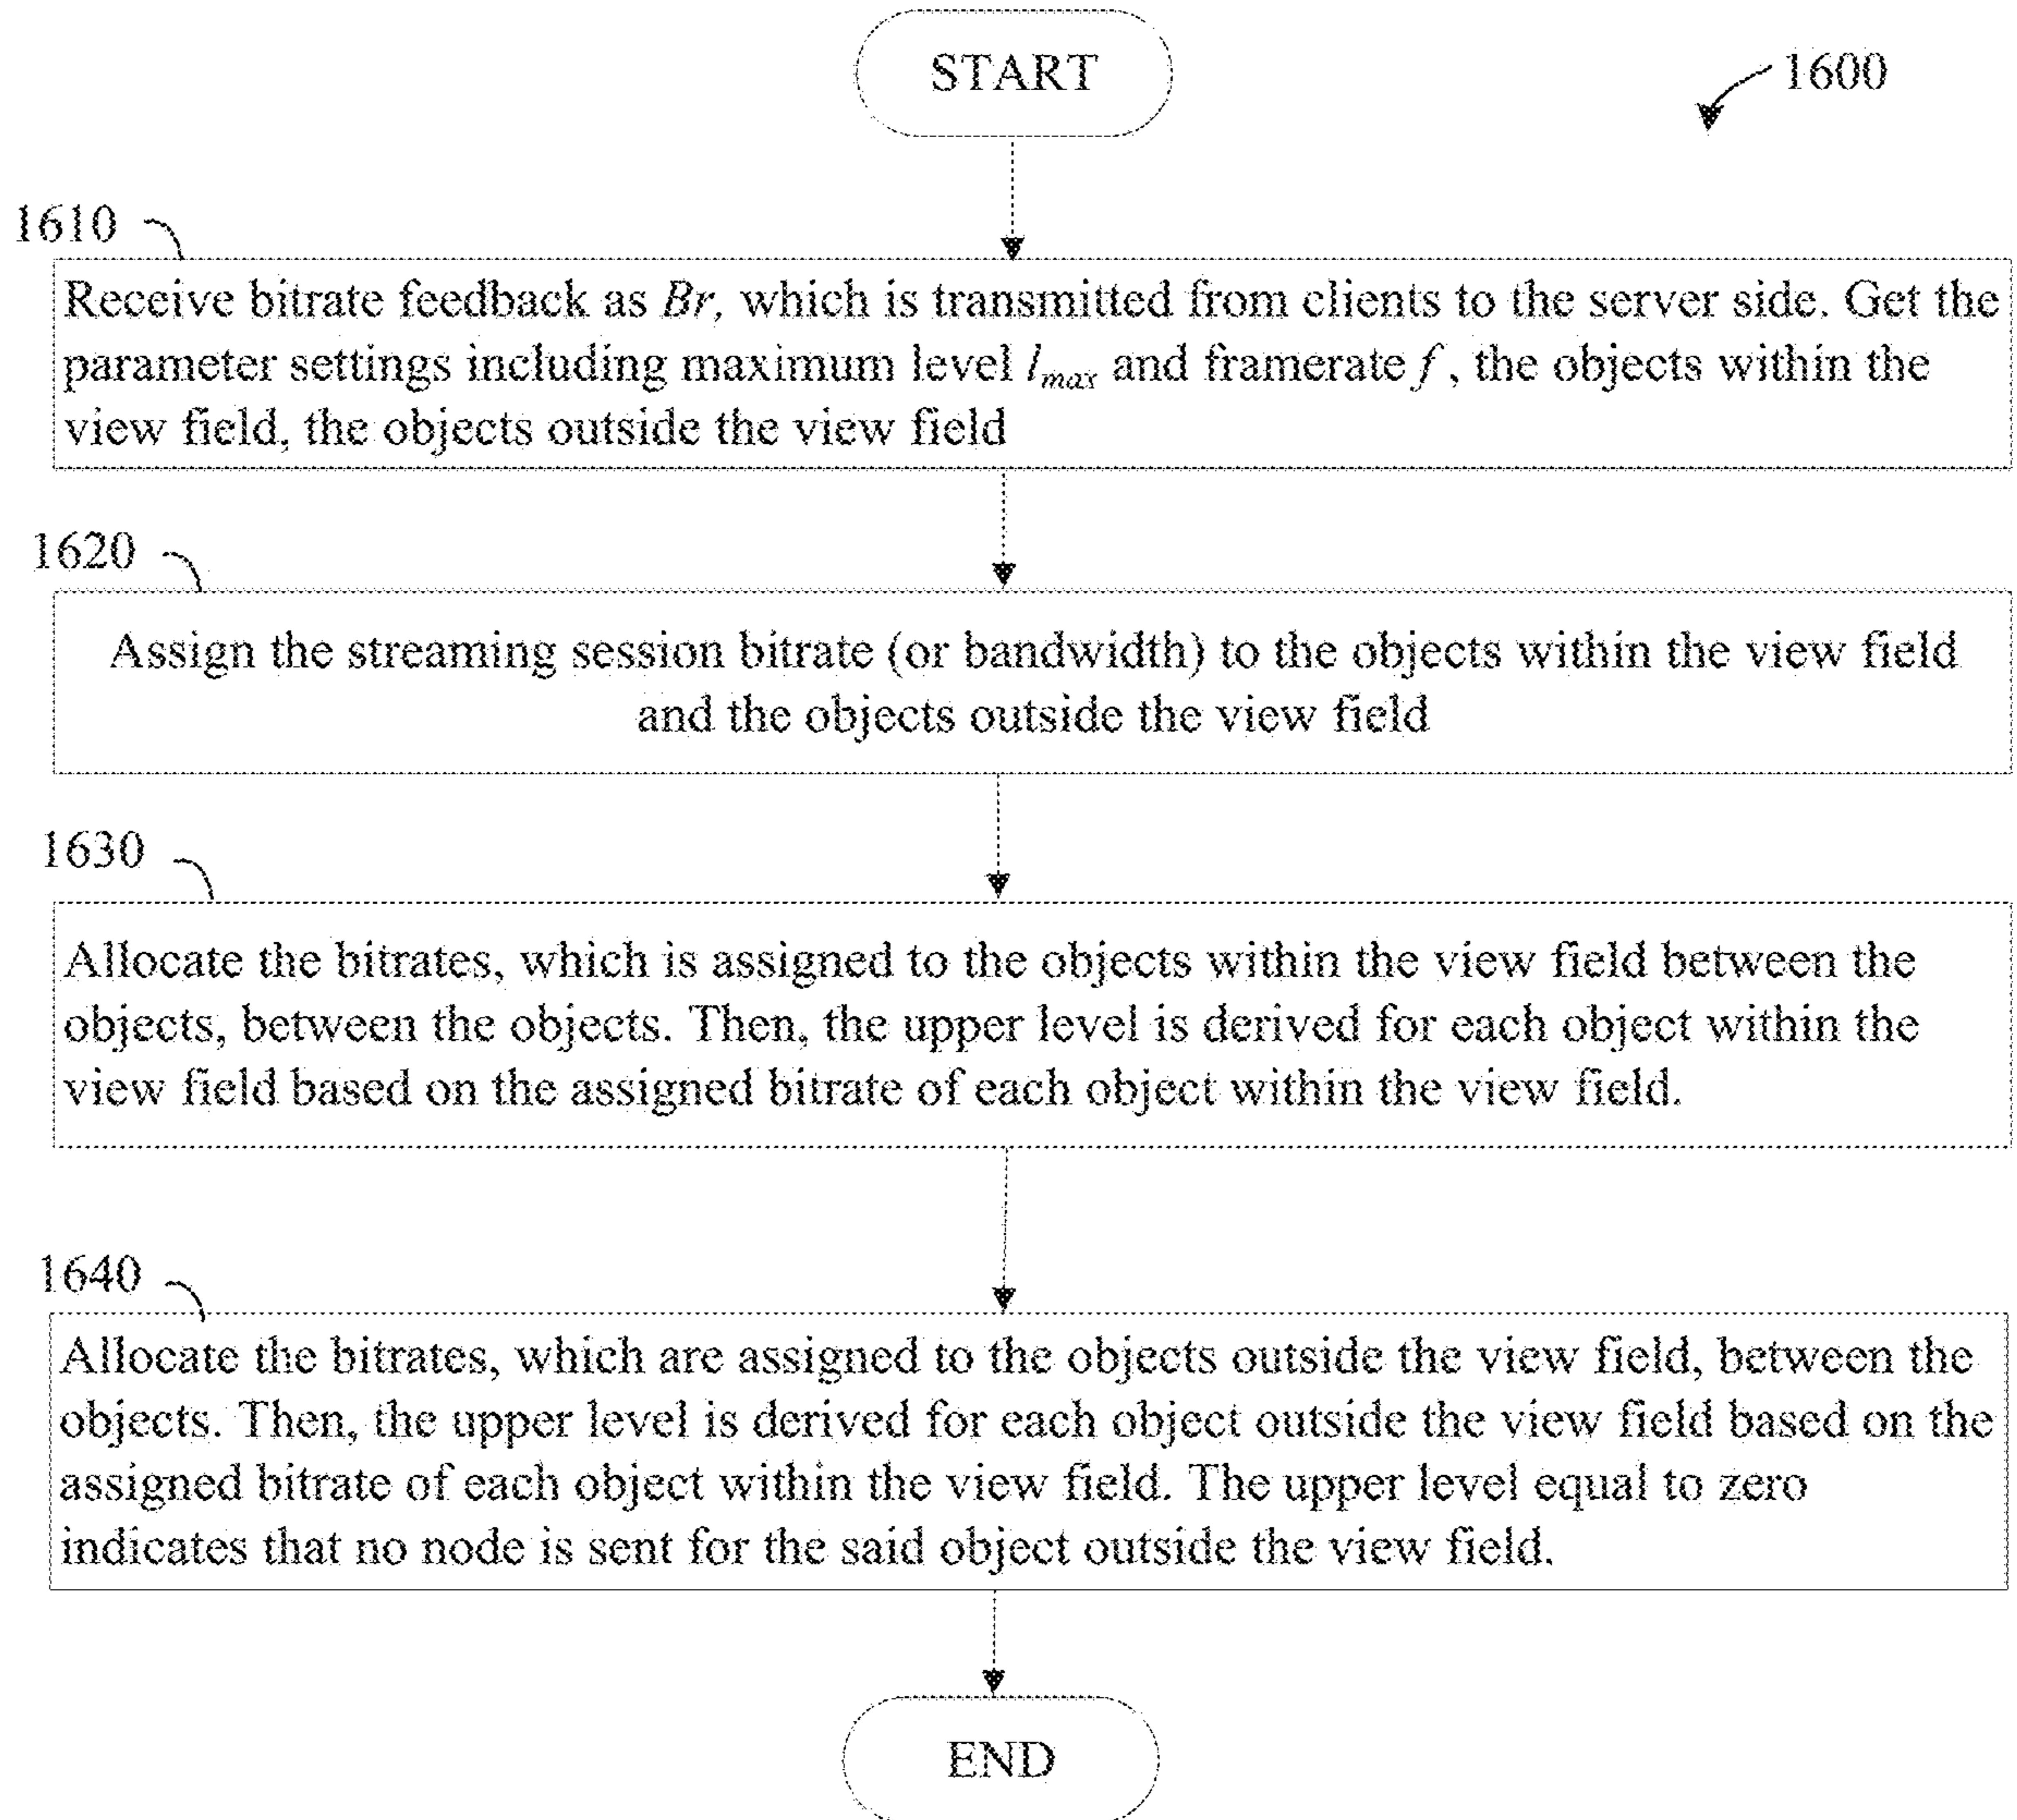 START
1600
1610
Receive bitrate feedback as Br, which is transmitted from clients to the server side. Get the
parameter settings including maximum level lmax and framerate f , the objects within the
view field, the objects outside the view field
1620
Assign the streaming session bitrate (or bandwidth) to the objects within the view field
and the objects outside the view field
1630
Allocate the bitrates, which is assigned to the objects within the view field between the
objects, between the objects. Then, the upper level is derived for each object within the
view field based on the assigned bitrate of each object within the view field.
1640
Allocate the bitrates, which are assigned to the objects outside the view field, between the
objects. Then, the upper level is derived for each object outside the view field based on the
assigned bitrate of each object within the view field. The upper level equal to zero
indicates that no node is sent for the said object outside the view field.
END